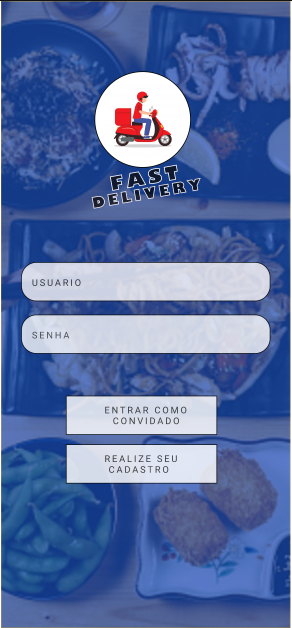 FAST
DELIVERY
USUARIO
SENHA
ENTRAR COMO
CONVIDADO
REALIZE SEU
CADASTRO